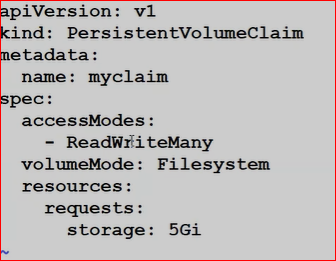 apiVersion: v1
kind: PersistentVolumeClaim
metadata:
  name: myclaim
spec:
  accessModes:
    - ReadWriteMany
  volumeMode: Filesystem
  resources:
    requests:
      storage: 5Gi
~